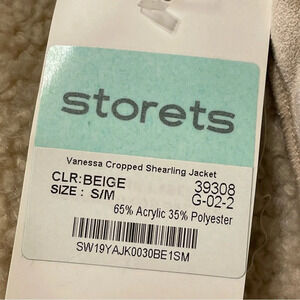 storets
Vanessa Cropped Shearling Jacket
CLR:BEIGE 39308
SIZE : S/M G-02-2
65% Acrylic 35% Polyester
SW19YAJK0030BE1SM